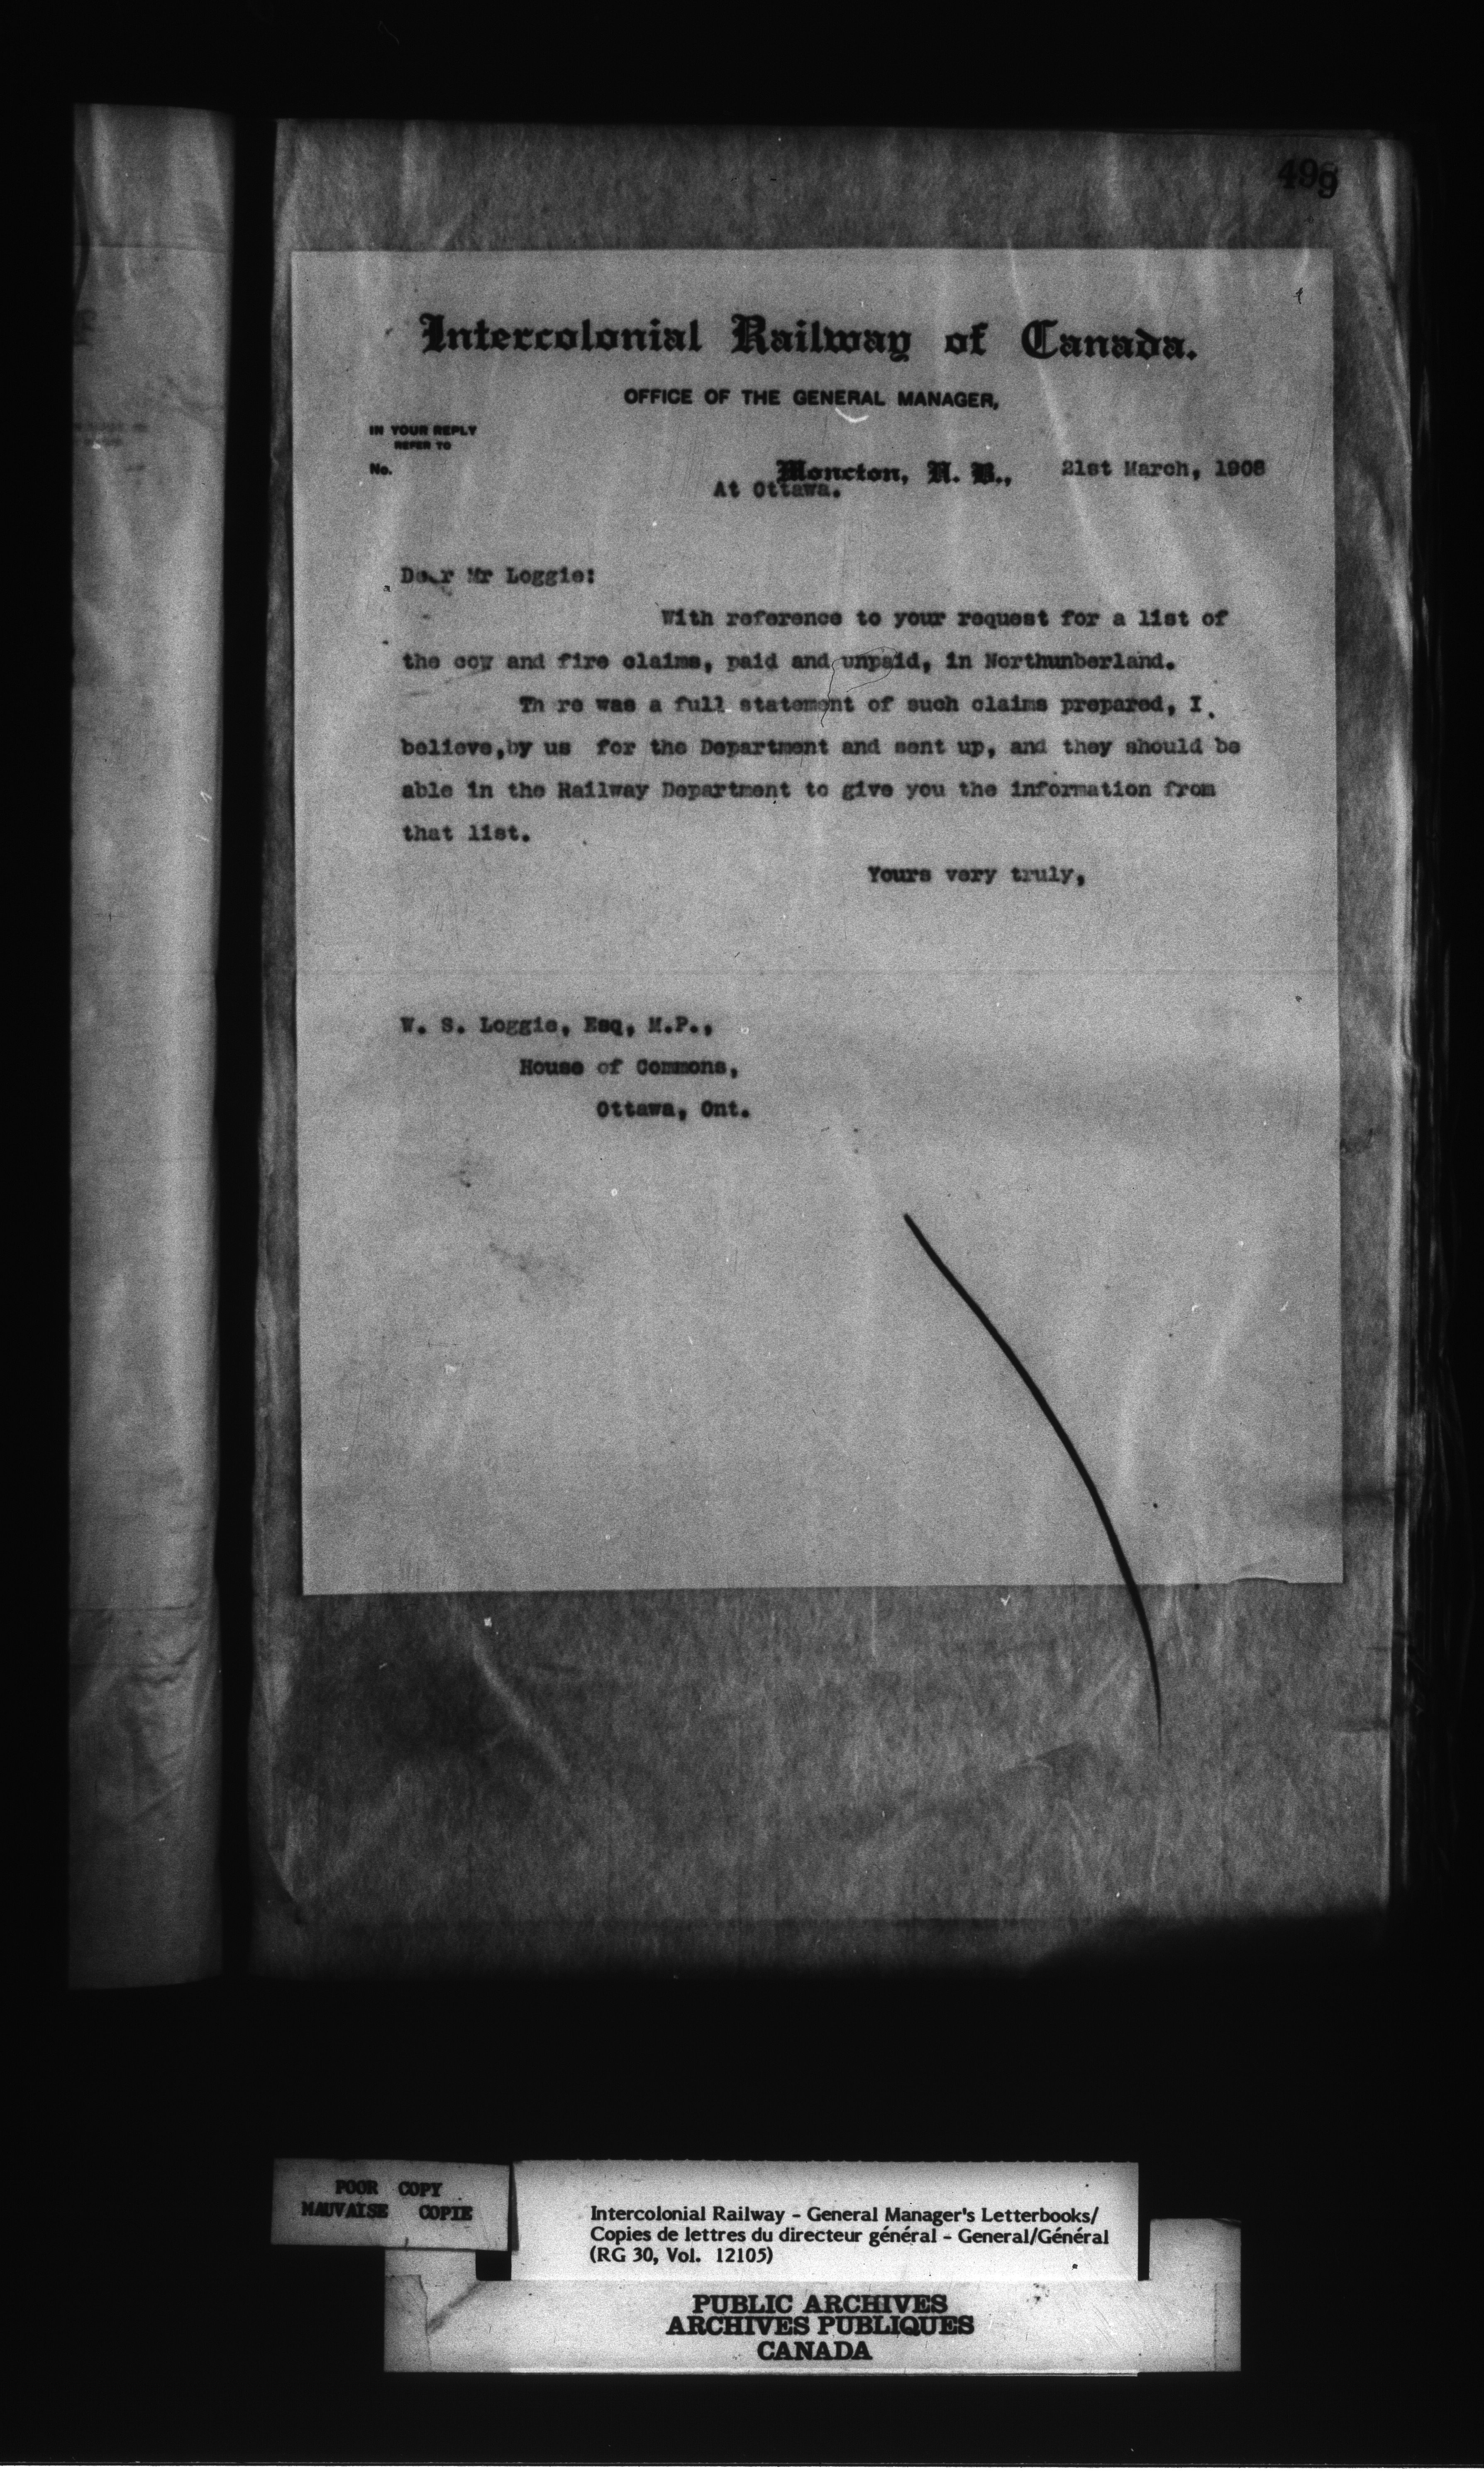 499
Intercolonial Railway of Canada.
OFFICE OF THE GENERAL MANAGER,
IN YOUR REPLY
REFER TO
No.
Moncton, N. B., 21st March, 1908
At Ottawa.
Dear Mr Loggie:
With reference to your request for a list of
the cow and fire claims, paid and unpaid, in Northunberland.
Th re was a full statement of such claims prepared, I
believe,by us for the Department and sent up, and they should be
able in the Railway Department to give you the information from
that list.
Yours very truly,
W. S. Loggie, Esq, M.P.,
House of Commons,
Ottawa, Ont.
POOR COPY
MAUVAISE COPIE
Intercolonial Railway - General Manager's Letterbooks/
Copies de lettres du directeur général - General/Général
(RG 30, Vol. 12105)
PUBLIC ARCHIVES
ARCHIVES PUBLIQUES
CANADA